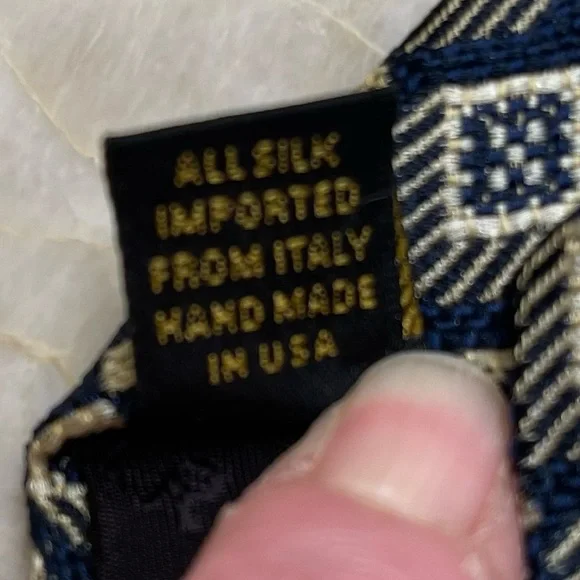 ALL SILK
IMPORTED
FROM ITALY
HAND MADE
IN USA